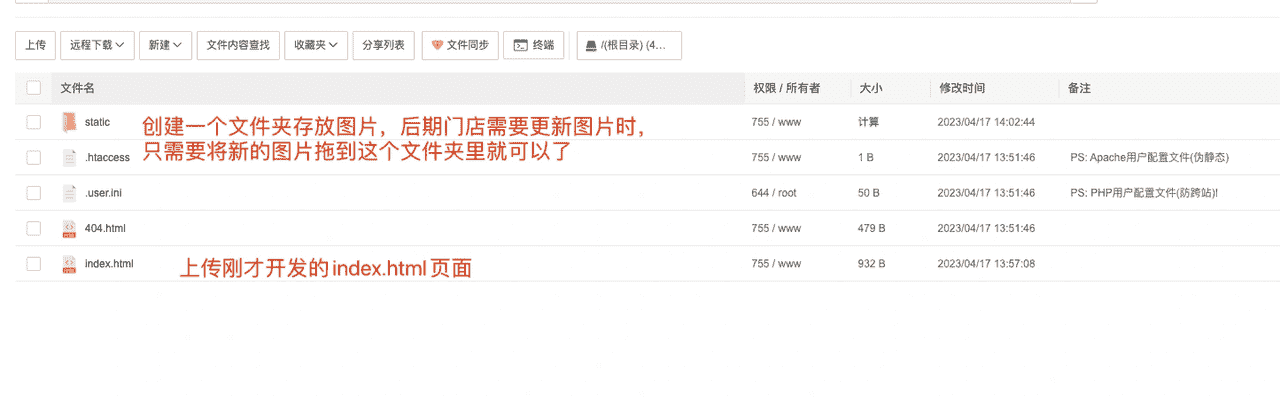 上传 远程下载 新建 文件内容查找 收藏夹 分享列表 文件同步 终端 /(根目录) (4...
文件名 权限 / 所有者 大小 修改时间 备注
static 755 / www 计算 2023/04/17 14:02:44
创建一个文件夹存放图片，后期门店需要更新图片时，
只需要将新的图片拖到这个文件夹里就可以了
.htaccess 755 / www 1 B 2023/04/17 13:51:46 PS: Apache用户配置文件(伪静态)
.user.ini 644 / root 50 B 2023/04/17 13:51:46 PS: PHP用户配置文件(防跨站)!
404.html 755 / www 479 B 2023/04/17 13:51:46
index.html 755 / www 932 B 2023/04/17 13:57:08
上传刚才开发的index.html页面